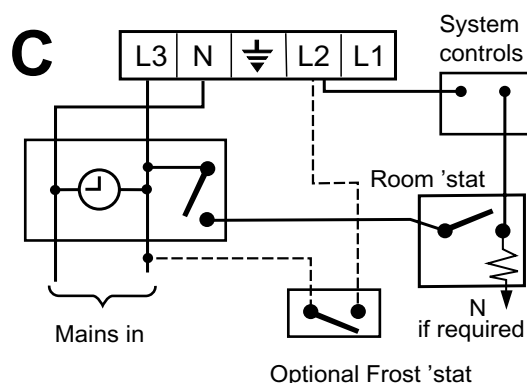 C
L3 N L2 L1
System
controls
Room ’stat
N
if required
Mains in
Optional Frost ’stat